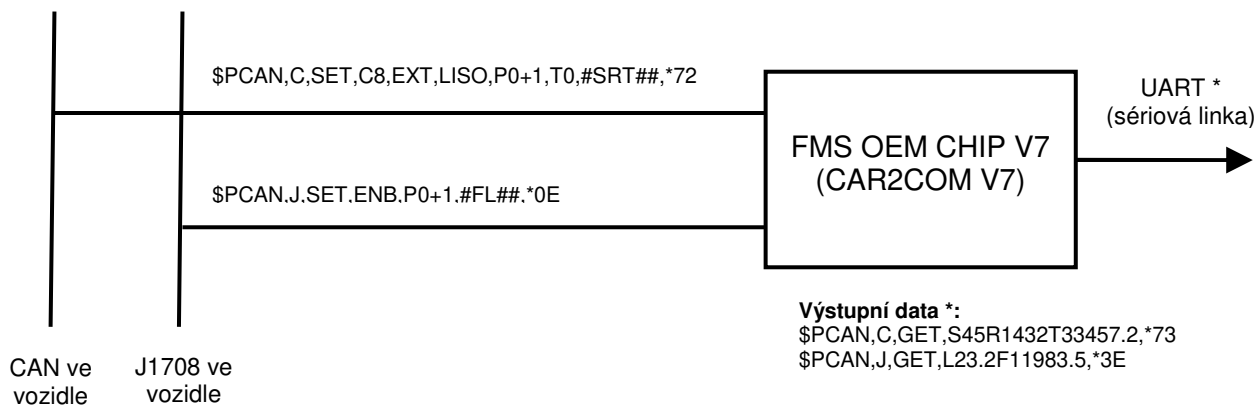 $PCAN,C,SET,C8,EXT,LISO,P0+1,T0,#SRT##,*72
UART *
(sériová linka)
FMS OEM CHIP V7
(CAR2COM V7)
$PCAN,J,SET,ENB,P0+1,#FL##,*0E
Výstupní data *:
$PCAN,C,GET,S45R1432T33457.2,*73
$PCAN,J,GET,L23.2F11983.5,*3E
CAN ve
vozidle
J1708 ve
vozidle